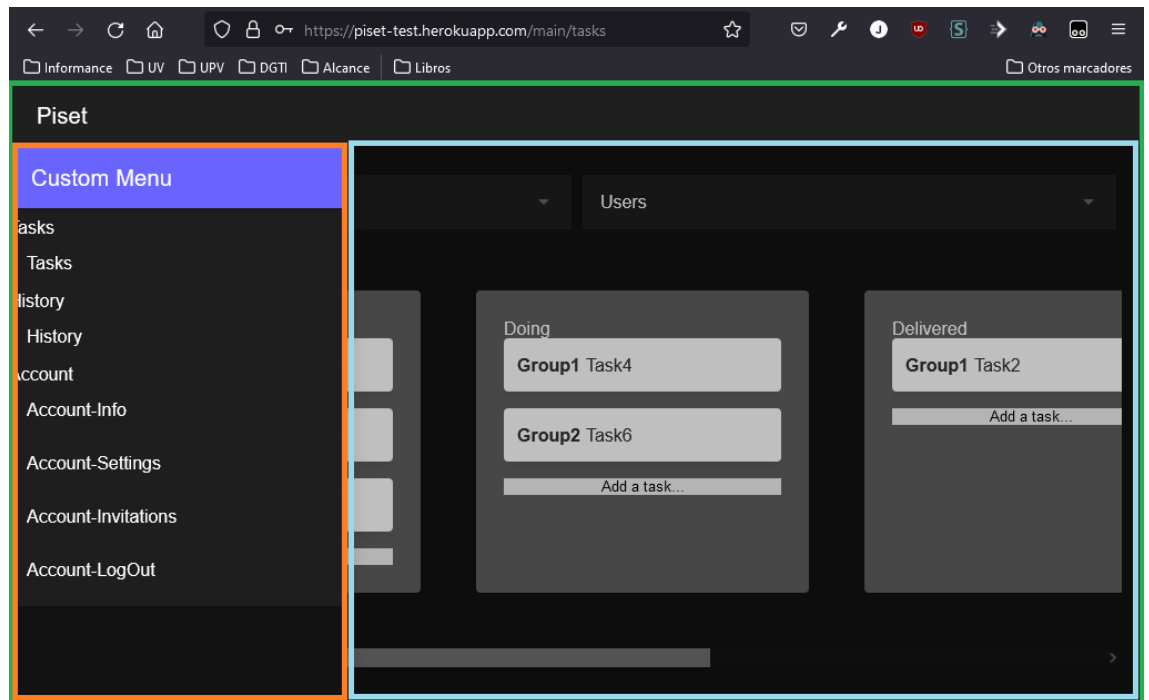 https://piset-test.herokuapp.com/main/tasks
Informance UV UPV DGTI Alcance Libros Otros marcadores
Piset
Custom Menu
Users
Tasks
Tasks
History
History
Account
Account-Info
Account-Settings
Account-Invitations
Account-LogOut
Doing
Group1 Task4
Group2 Task6
Add a task...
Delivered
Group1 Task2
Add a task...